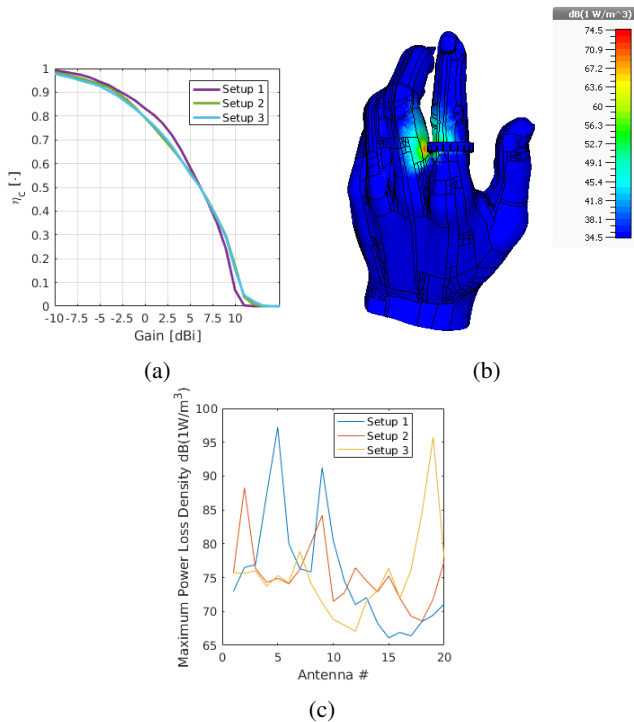 dB(1 W/m^3)
74.5
70.9
67.2
63.6
60
56.4
52.7
49.1
45.4
41.8
38.1
34.5
1
0.9
0.8
0.7
0.6
0.5
0.4
0.3
0.2
0.1
0
η_c [-]
Setup 1
Setup 2
Setup 3
-10 -7.5 -5 -2.5 0 2.5 5 7.5 10
Gain [dBi]
(a)
(b)
100
95
90
85
80
75
70
65
Maximum Power Loss Density dB(1W/m³)
Setup 1
Setup 2
Setup 3
0 5 10 15 20
Antenna #
(c)